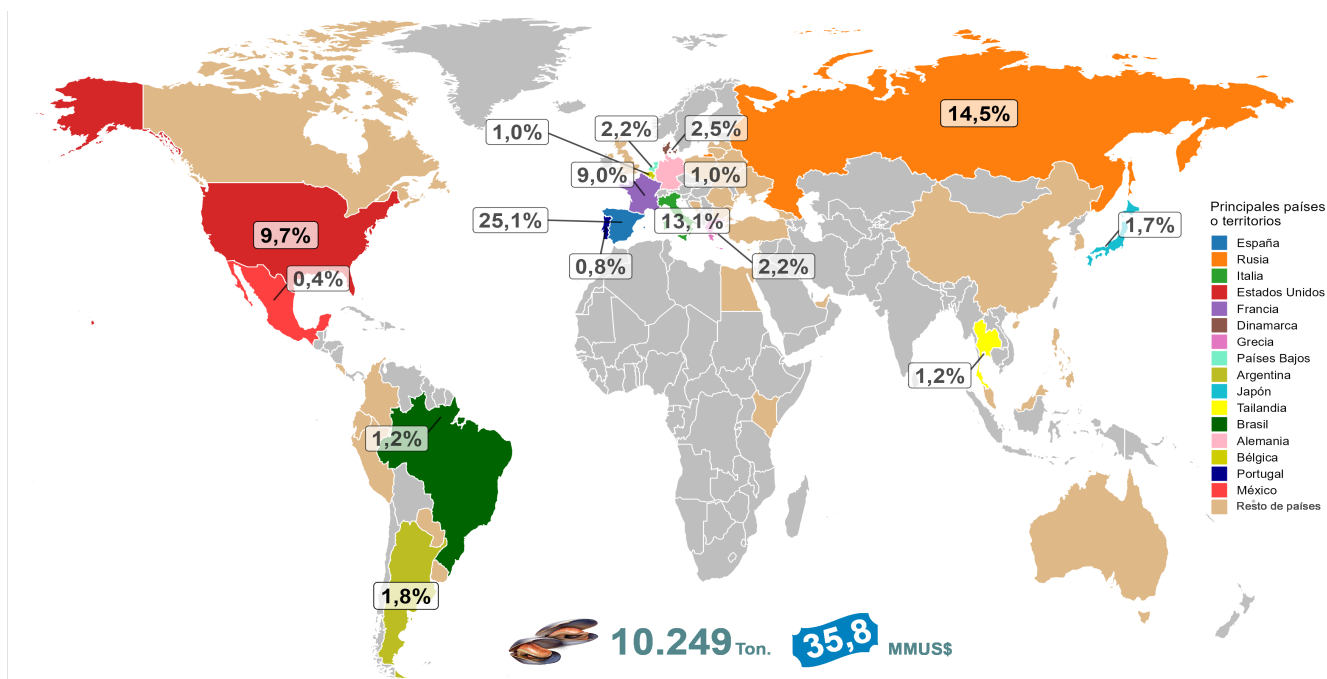 14,5%
1,0%
2,2%
2,5%
9,0%
1,0%
25,1%
13,1%
1,7%
9,7%
0,8%
2,2%
0,4%
1,2%
1,2%
1,8%
Principales países
o territorios
España
Rusia
Italia
Estados Unidos
Francia
Dinamarca
Grecia
Países Bajos
Argentina
Japón
Tailandia
Brasil
Alemania
Bélgica
Portugal
México
Resto de países
10.249 Ton.
35,8 MMUS$